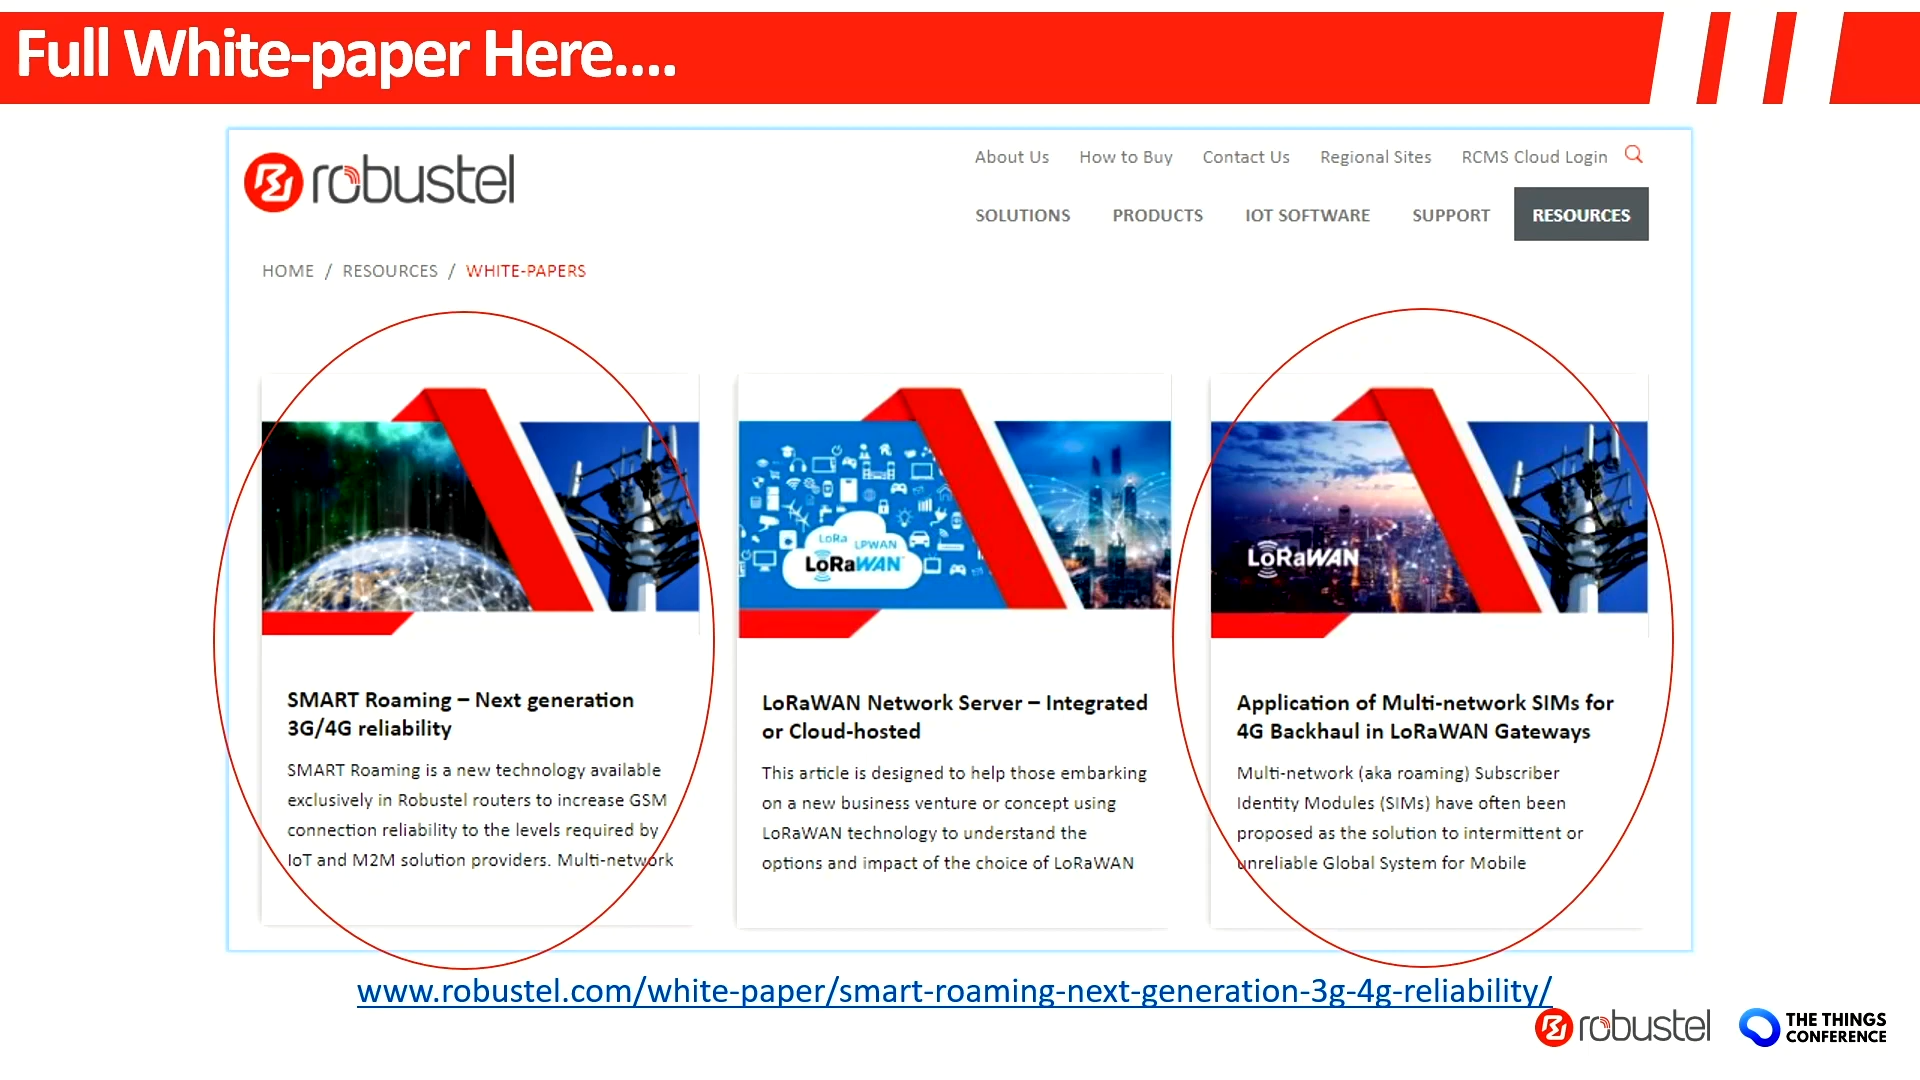 Full White-paper Here....
robustel
About Us How to Buy Contact Us Regional Sites RCMS Cloud Login
SOLUTIONS PRODUCTS IOT SOFTWARE SUPPORT RESOURCES
HOME / RESOURCES / WHITE-PAPERS
LoRa
LPWAN
LoRaWAN
LoRaWAN
SMART Roaming – Next generation
3G/4G reliability
SMART Roaming is a new technology available
exclusively in Robustel routers to increase GSM
connection reliability to the levels required by
IoT and M2M solution providers. Multi-network
LoRaWAN Network Server – Integrated
or Cloud-hosted
This article is designed to help those embarking
on a new business venture or concept using
LoRaWAN technology to understand the
options and impact of the choice of LoRaWAN
Application of Multi-network SIMs for
4G Backhaul in LoRaWAN Gateways
Multi-network (aka roaming) Subscriber
Identity Modules (SIMs) have often been
proposed as the solution to intermittent or
unreliable Global System for Mobile
www.robustel.com/white-paper/smart-roaming-next-generation-3g-4g-reliability/
robustel
THE THINGS
CONFERENCE